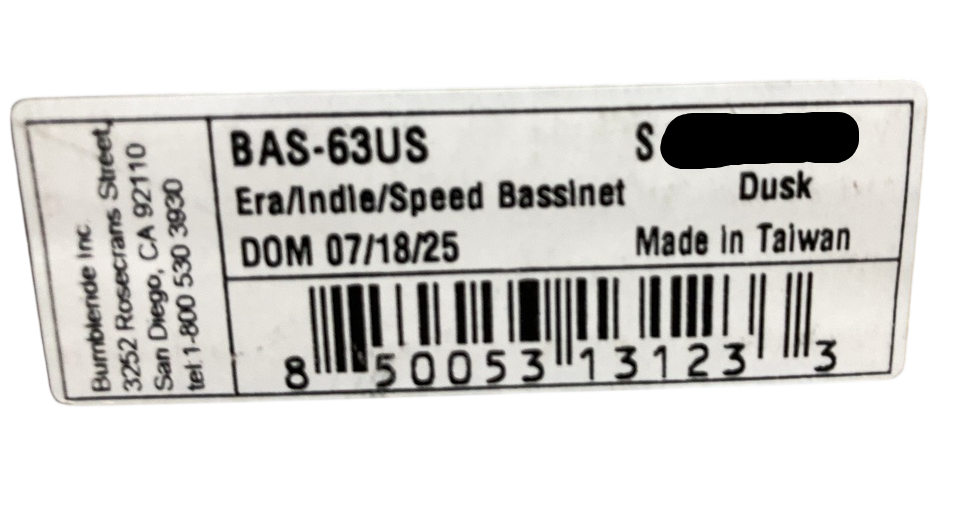 Bumbleride Inc
3252 Rosecrans Street,
San Diego, CA 92110
tel 1-800 530 3930
BAS-63US
S
Era/Indie/Speed Bassinet
Dusk
DOM 07/18/25
Made in Taiwan
8 50053 13123 3